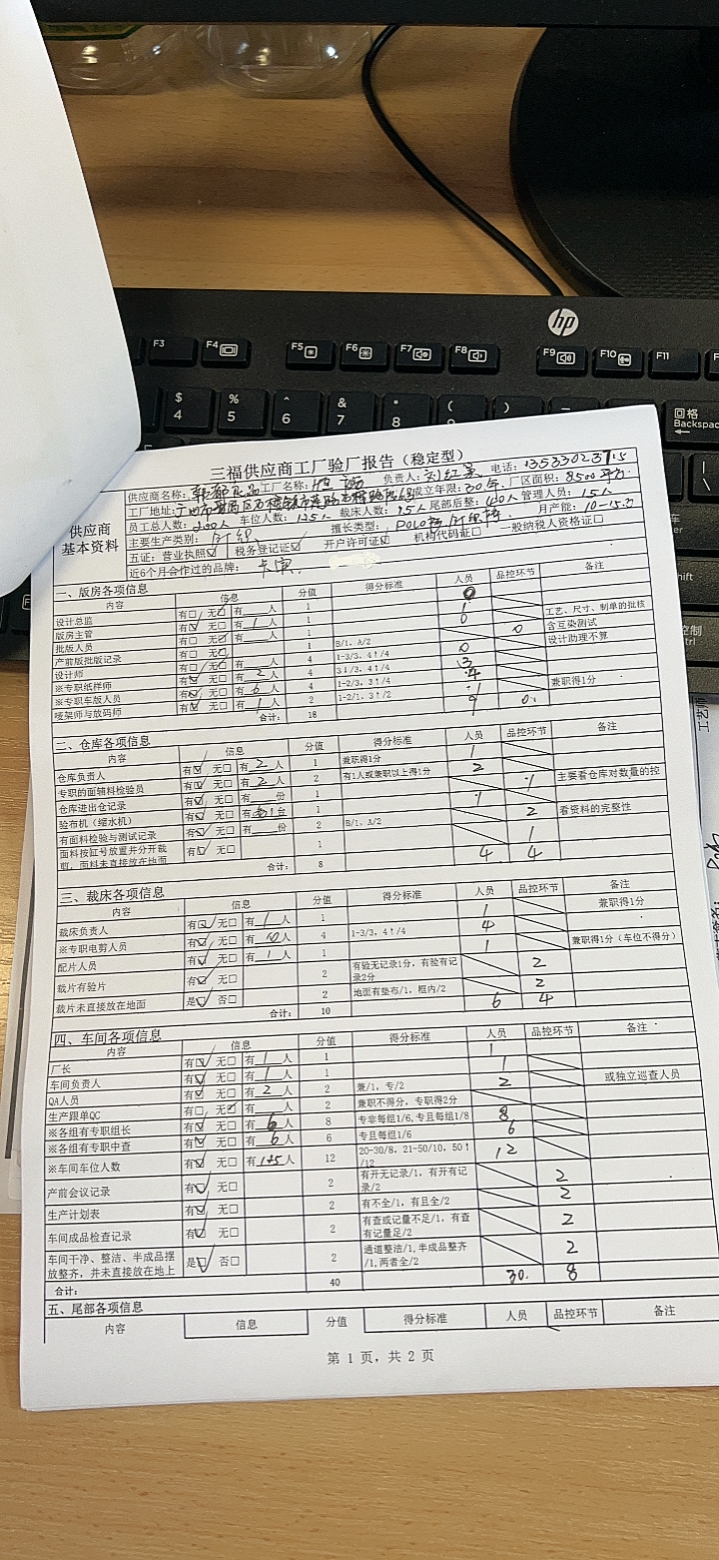 F3 F4 F5 F6 F7 F8 F9 F10 F11
hp
$ 4 % 5 ^ 6 & 7 * 8 ( ) 回格 Backspace
三福供应商工厂验厂报告（稳定型）
供应商基本资料
供应商名称： 工厂名称： 负责人： 电话：
工厂地址： 成立年限：30年 厂区面积：8500平方
员工总人数：200人 车位人数：125人 裁床人数：15人 尾部后整：40人 管理人员：15人
主要生产类别：针织 擅长类型：POLO衫 月产能：10-15万
五证：营业执照☑ 税务登记证☑ 开户许可证☑ 机构代码证□ 一般纳税人资格证□
近6个月合作过的品牌：
一、版房各项信息
内容 信息 分值 得分标准 人员 品控环节 备注
设计总监 有□ 无☑ 有 人 1 0
版房主管 有☑ 无□ 有 1 人 1 1
批版人员 有□ 无☑ 有 人 1 0 工艺、尺寸、制单的批核
产前版批版记录 有□ 无☑ 1 0 含互染测试
设计师 有□ 无☑ 有 人 4 1-3/3，4↑/4 0 设计助理不算
※专职纸样师 有☑ 无□ 有 2 人 4 3
※专职车版人员 有☑ 无□ 有 6 人 4 1-2/3，3↑/4 4
唛架师与放码师 有☑ 无□ 有 1 人 2 1-2/1，3↑/2 1 兼职得1分
合计： 18 9 0
二、仓库各项信息
内容 信息 分值 得分标准 人员 品控环节 备注
仓库负责人 有☑ 无□ 有 2 人 1 兼职得1分 1
专职的面辅料检验员 有☑ 无□ 有 2 人 2 有1人或兼职以上得1分 2
仓库进出仓记录 有☑ 无□ 有 份 1 1 主要看仓库对数量的控
验布机（缩水机） 有☑ 无□ 有 1 台 1 1
有面料检验与测试记录 有☑ 无□ 有 份 2 B/1，A/2 2 看资料的完整性
面料按缸号放置并分开裁剪，面料未直接放在地面 有☑ 无□ 1 1
合计： 8 4 4
三、裁床各项信息
内容 信息 分值 得分标准 人员 品控环节 备注
裁床负责人 有☑ 无□ 有 1 人 1 1 兼职得1分
※专职电剪人员 有☑ 无□ 有 10 人 4 1-3/3，4↑/4 4
配片人员 有☑ 无□ 有 1 人 1 1 兼职得1分（车位不得分）
裁片有验片 有☑ 无□ 2 有验无记录1分，有验有记录2分 2
裁片未直接放在地面 是☑ 否□ 2 地面有垫布/1，框内/2 2
合计： 10 6 4
四、车间各项信息
内容 信息 分值 得分标准 人员 品控环节 备注
厂长 有☑ 无□ 有 1 人 1 1
车间负责人 有☑ 无□ 有 1 人 1 1
QA人员 有☑ 无□ 有 2 人 2 兼/1，专/2 2 或独立巡查人员
生产跟单QC 有□ 无☑ 有 人 2 兼职不得分，专职得2分
※各组有专职组长 有☑ 无□ 有 6 人 8 专非每组1/6，专且每组1/8 8
※各组有专职中查 有☑ 无□ 有 6 人 6 专且每组1/6 6
※车间车位人数 有☑ 无□ 有 125 人 12 20-30/8，21-50/10，50↑/12 12
产前会议记录 有☑ 无□ 2 有开无记录/1，有开有记录/2 2
生产计划表 有☑ 无□ 2 有不全/1，有且全/2 2
车间成品检查记录 有☑ 无□ 2 有查或记量不足/1，有查有记量足/2 2
车间干净、整洁、半成品摆放整齐，并未直接放在地上 是☑ 否□ 2 通道整洁/1，半成品整齐/1，两者全/2 2
合计： 40 30 8
五、尾部各项信息
内容 信息 分值 得分标准 人员 品控环节 备注
第 1 页，共 2 页